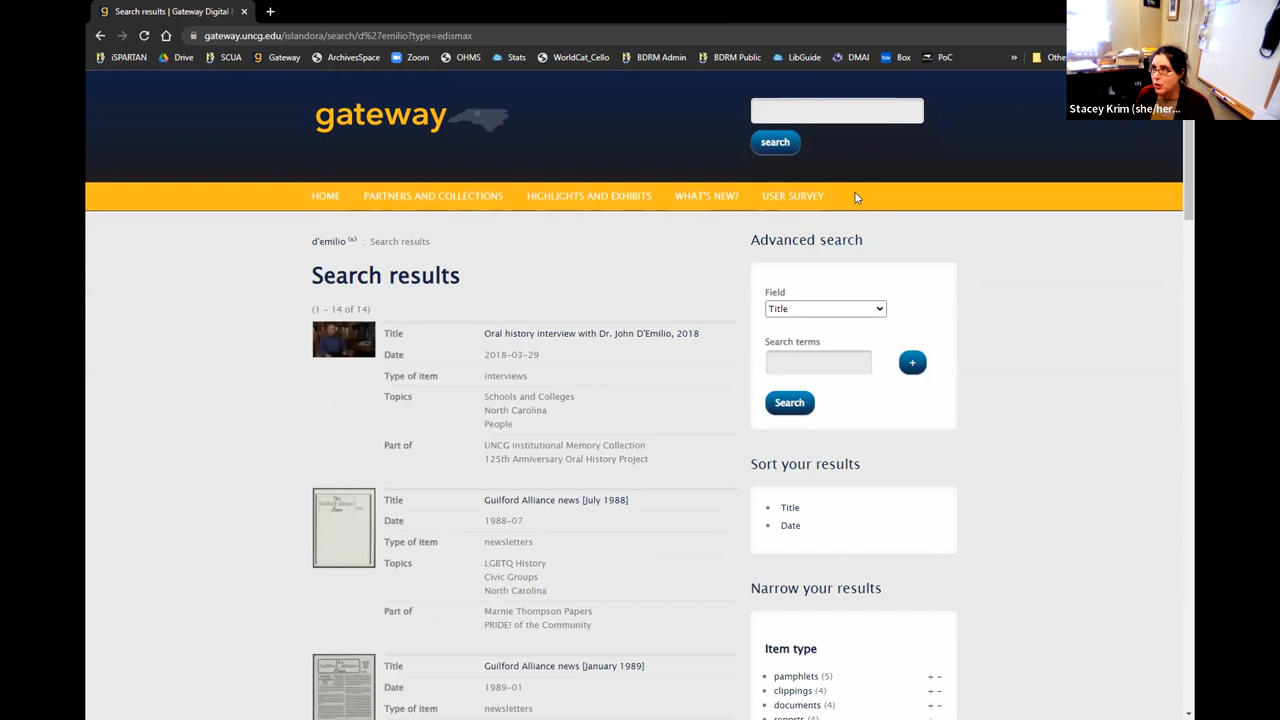 Search results | Gateway Digital
gateway.uncg.edu/islandora/search/d%27emilio?type=edismax
iSPARTAN Drive SCUA Gateway ArchivesSpace Zoom OHMS Stats WorldCat_Cello BDRM Admin BDRM Public LibGuide DMAI Box PoC » Othe
Stacey Krim (she/her...
gateway
search
HOME PARTNERS AND COLLECTIONS HIGHLIGHTS AND EXHIBITS WHAT'S NEW? USER SURVEY
d'emilio (x) : Search results
Search results
(1 - 14 of 14)
Title Oral history interview with Dr. John D'Emilio, 2018
Date 2018-03-29
Type of item interviews
Topics Schools and Colleges
North Carolina
People
Part of UNCG Institutional Memory Collection
125th Anniversary Oral History Project
The Guilford Alliance News
Title Guilford Alliance news [July 1988]
Date 1988-07
Type of item newsletters
Topics LGBTQ History
Civic Groups
North Carolina
Part of Marnie Thompson Papers
PRIDE! of the Community
Title Guilford Alliance news [January 1989]
Date 1989-01
Type of item newsletters
Advanced search
Field
Title
Search terms
+
Search
Sort your results
Title
Date
Narrow your results
Item type
pamphlets (5) + -
clippings (4) + -
documents (4) + -
reports (4)